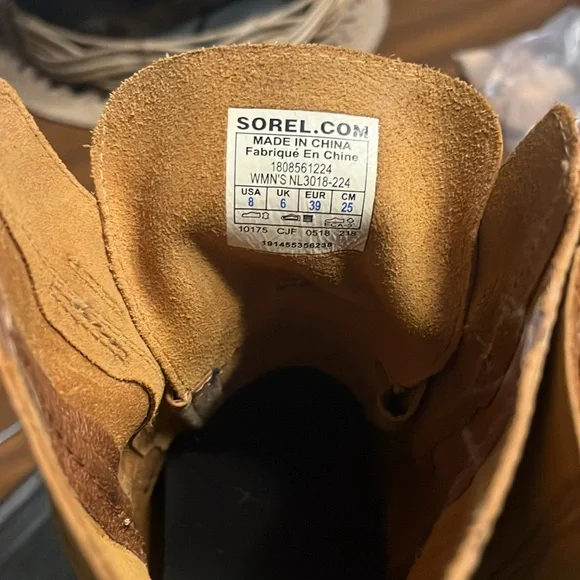 SOREL.COM
MADE IN CHINA
Fabriqué En Chine
1808561224
WMN'S NL3018-224
USA UK EUR CM
8 6 39 25
10175 CJF 0518 218
191455356238